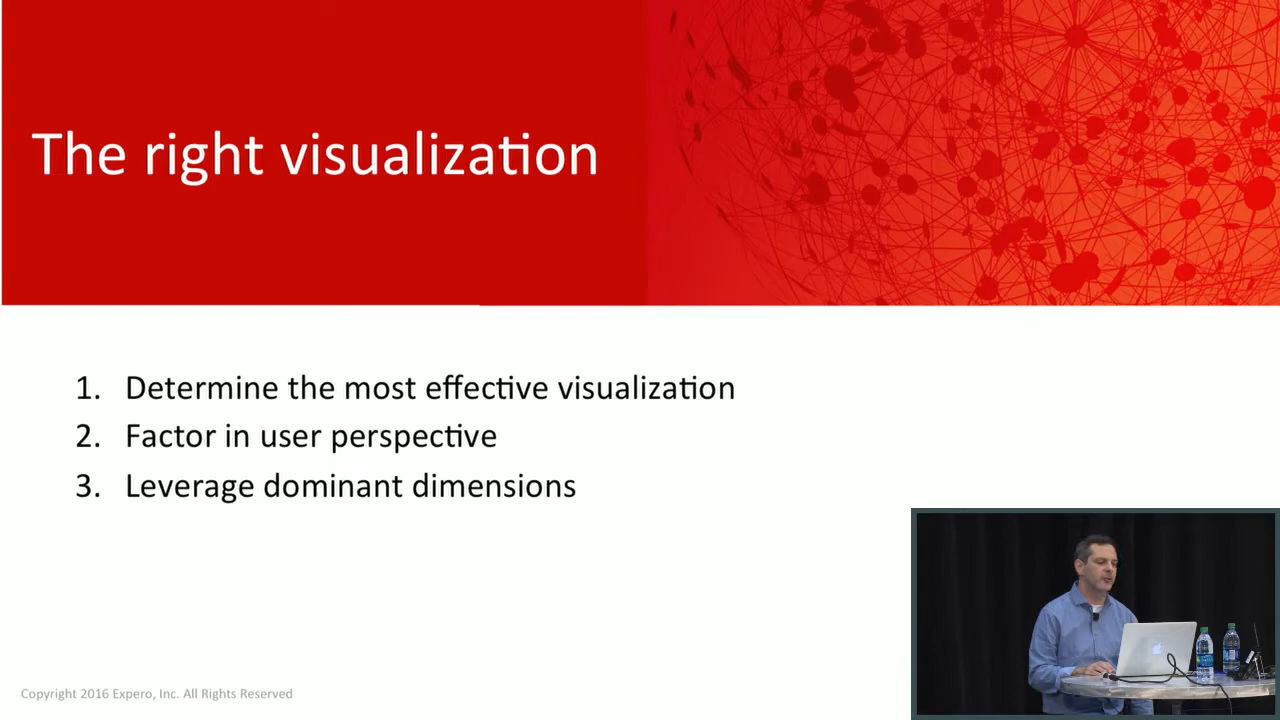 The right visualization
1. Determine the most effective visualization
2. Factor in user perspective
3. Leverage dominant dimensions
Copyright 2016 Expero, Inc. All Rights Reserved